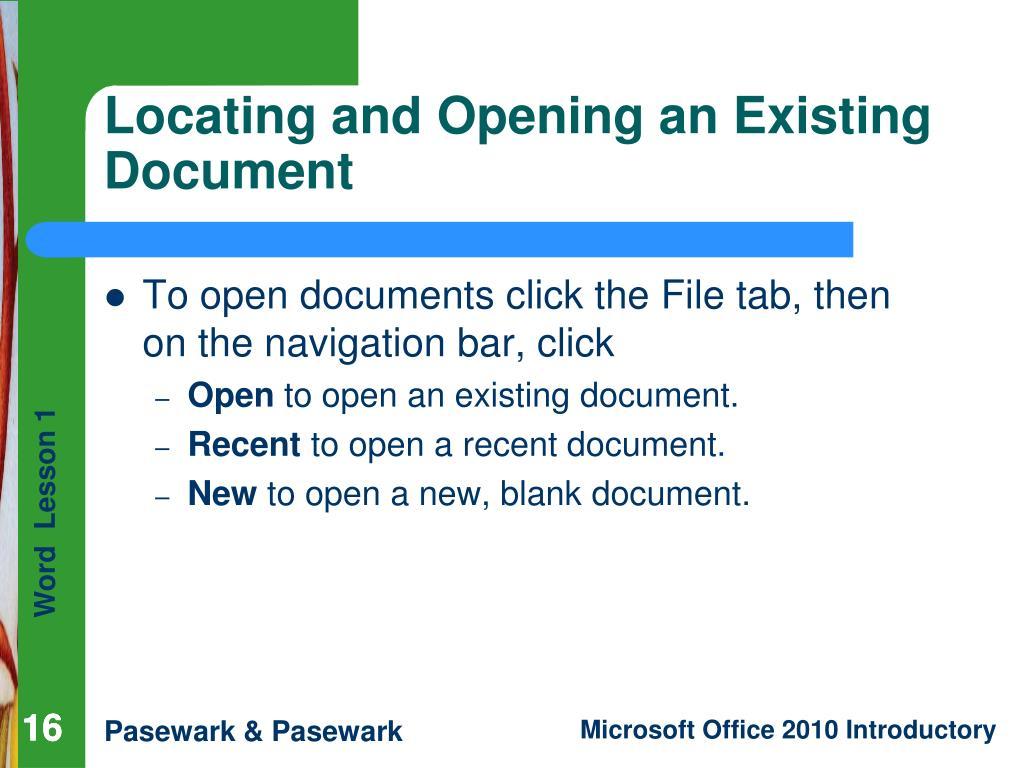 Locating and Opening an Existing
Document
● To open documents click the File tab, then
on the navigation bar, click
– Open to open an existing document.
– Recent to open a recent document.
– New to open a new, blank document.
Word Lesson 1
16
Pasewark & Pasewark
Microsoft Office 2010 Introductory